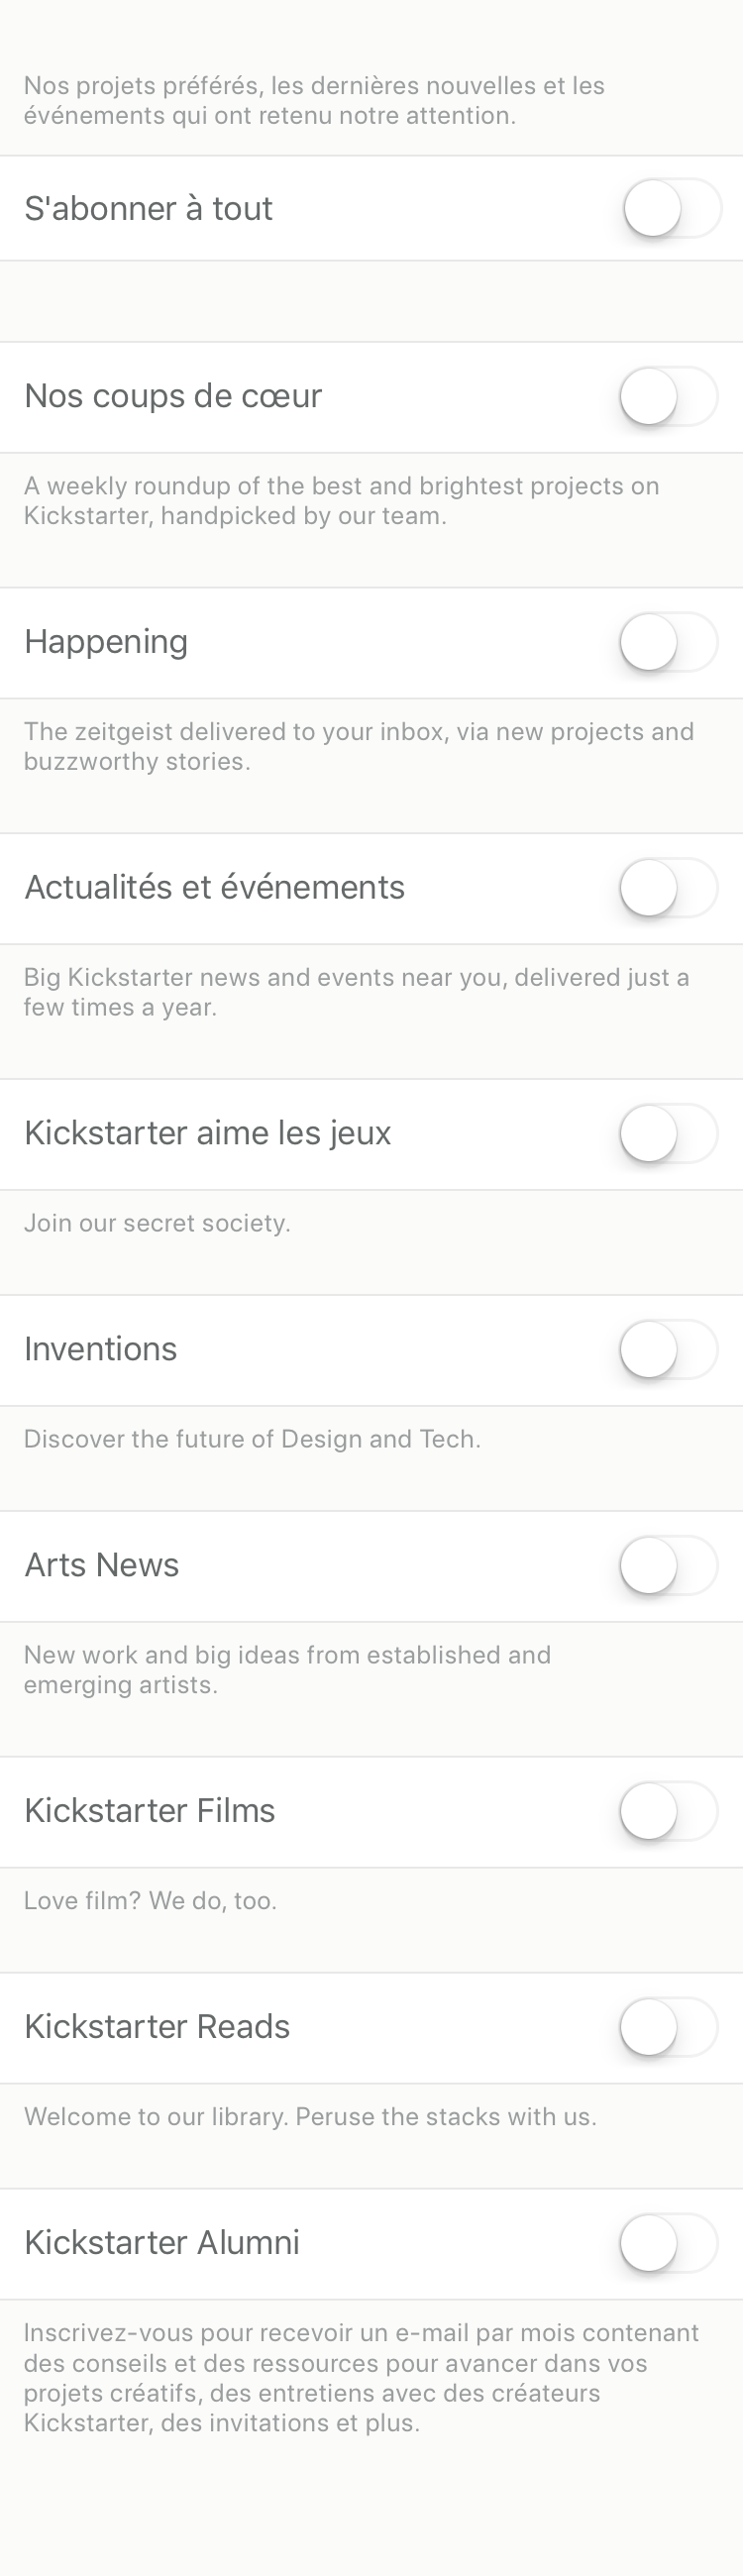 Nos projets préférés, les dernières nouvelles et les
événements qui ont retenu notre attention.
S'abonner à tout
Nos coups de cœur
A weekly roundup of the best and brightest projects on
Kickstarter, handpicked by our team.
Happening
The zeitgeist delivered to your inbox, via new projects and
buzzworthy stories.
Actualités et événements
Big Kickstarter news and events near you, delivered just a
few times a year.
Kickstarter aime les jeux
Join our secret society.
Inventions
Discover the future of Design and Tech.
Arts News
New work and big ideas from established and
emerging artists.
Kickstarter Films
Love film? We do, too.
Kickstarter Reads
Welcome to our library. Peruse the stacks with us.
Kickstarter Alumni
Inscrivez-vous pour recevoir un e-mail par mois contenant
des conseils et des ressources pour avancer dans vos
projets créatifs, des entretiens avec des créateurs
Kickstarter, des invitations et plus.